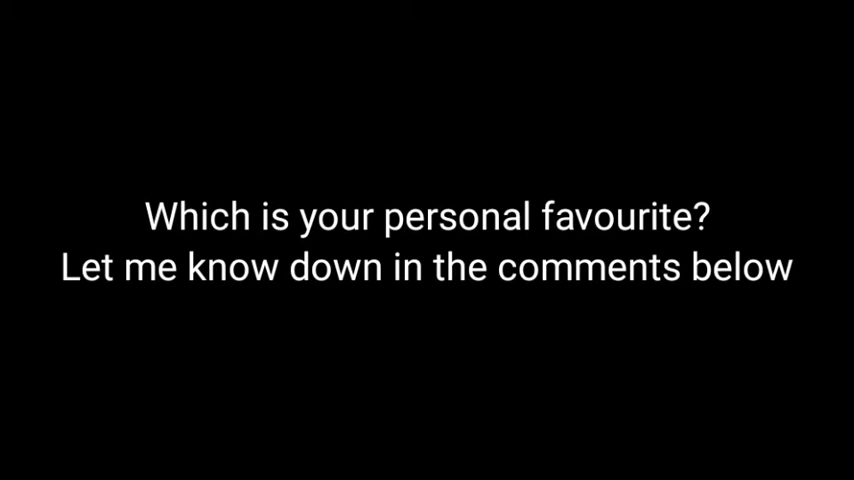 Which is your personal favourite?
Let me know down in the comments below